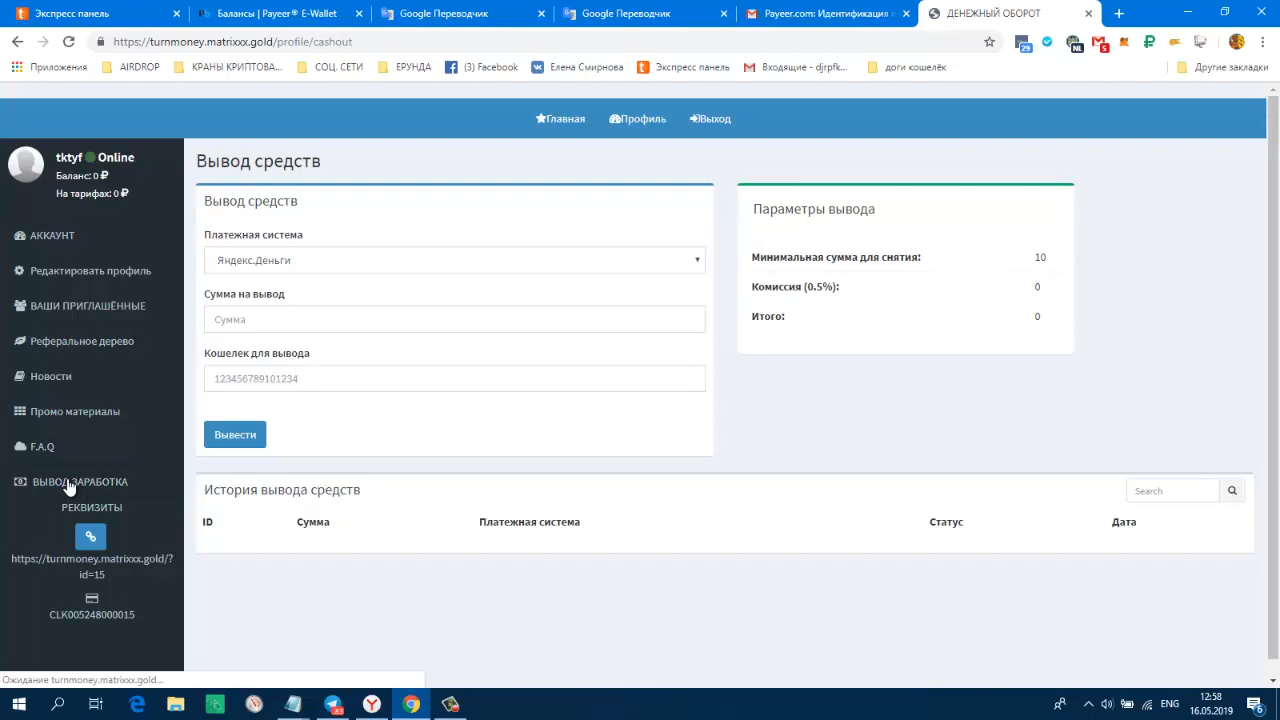 Экспресс панель
Балансы | Payeer® E-Wallet
Google Переводчик
Google Переводчик
Payeer.com: Идентификация п
ДЕНЕЖНЫЙ ОБОРОТ
https://turnmoney.matrixxx.gold/profile/cashout
29
NL
5
Приложения
AIRDROP
КРАНЫ КРИПТОВА...
СОЦ. СЕТИ
ЕРУНДА
(3) Facebook
Елена Смирнова
Экспресс панель
Входящие - djrpfk...
доги кошелёк
Другие закладки
Главная
Профиль
Выход
tktyf Online
Баланс: 0 ₽
На тарифах: 0 ₽
АККАУНТ
Редактировать профиль
ВАШИ ПРИГЛАШЁННЫЕ
Реферальное дерево
Новости
Промо материалы
F.A.Q
ВЫВОД ЗАРАБОТКА
РЕКВИЗИТЫ
https://turnmoney.matrixxx.gold/?
id=15
CLK005248000015
Вывод средств
Вывод средств
Платежная система
Яндекс.Деньги
Сумма на вывод
Сумма
Кошелек для вывода
123456789101234
Вывести
Параметры вывода
Минимальная сумма для снятия: 10
Комиссия (0.5%): 0
Итого: 0
История вывода средств
Search
ID Сумма Платежная система Статус Дата
Ожидание turnmoney.matrixxx.gold...
ENG
12:58
16.05.2019
6